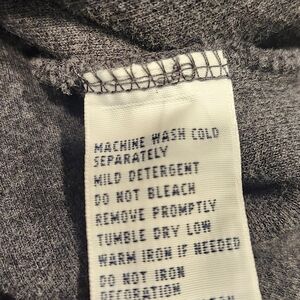 MACHINE WASH COLD
SEPARATELY
MILD DETERGENT
DO NOT BLEACH
REMOVE PROMPTLY
TUMBLE DRY LOW
WARM IRON IF NEEDED
DO NOT IRON
DECORATION